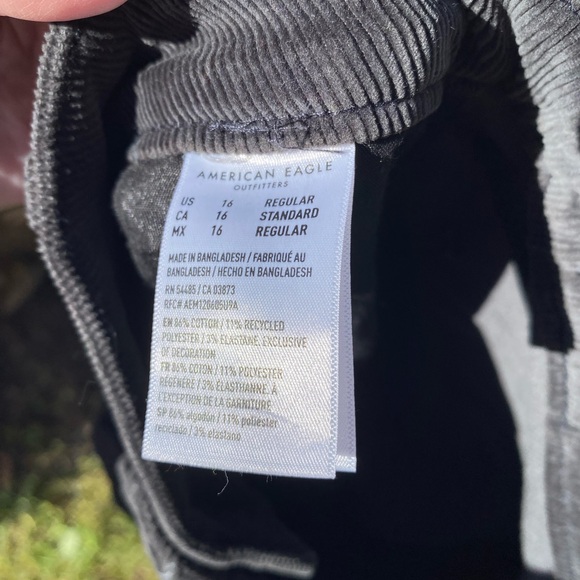 AMERICAN EAGLE
OUTFITTERS
US 16 REGULAR
CA 16 STANDARD
MX 16 REGULAR
MADE IN BANGLADESH / FABRIQUÉ AU
BANGLADESH / HECHO EN BANGLADESH
RN 54485 / CA 03873
RFC# AEM120605U9A
EN 86% COTTON / 11% RECYCLED
POLYESTER / 3% ELASTANE, EXCLUSIVE
OF DECORATION
FR 86% COTON / 11% POLYESTER
RÉGÉNÉRÉ / 3% ÉLASTHANNE, À
L'EXCEPTION DE LA GARNITURE
SP 86% algodón / 11% poliester
reciclado / 3% elastano